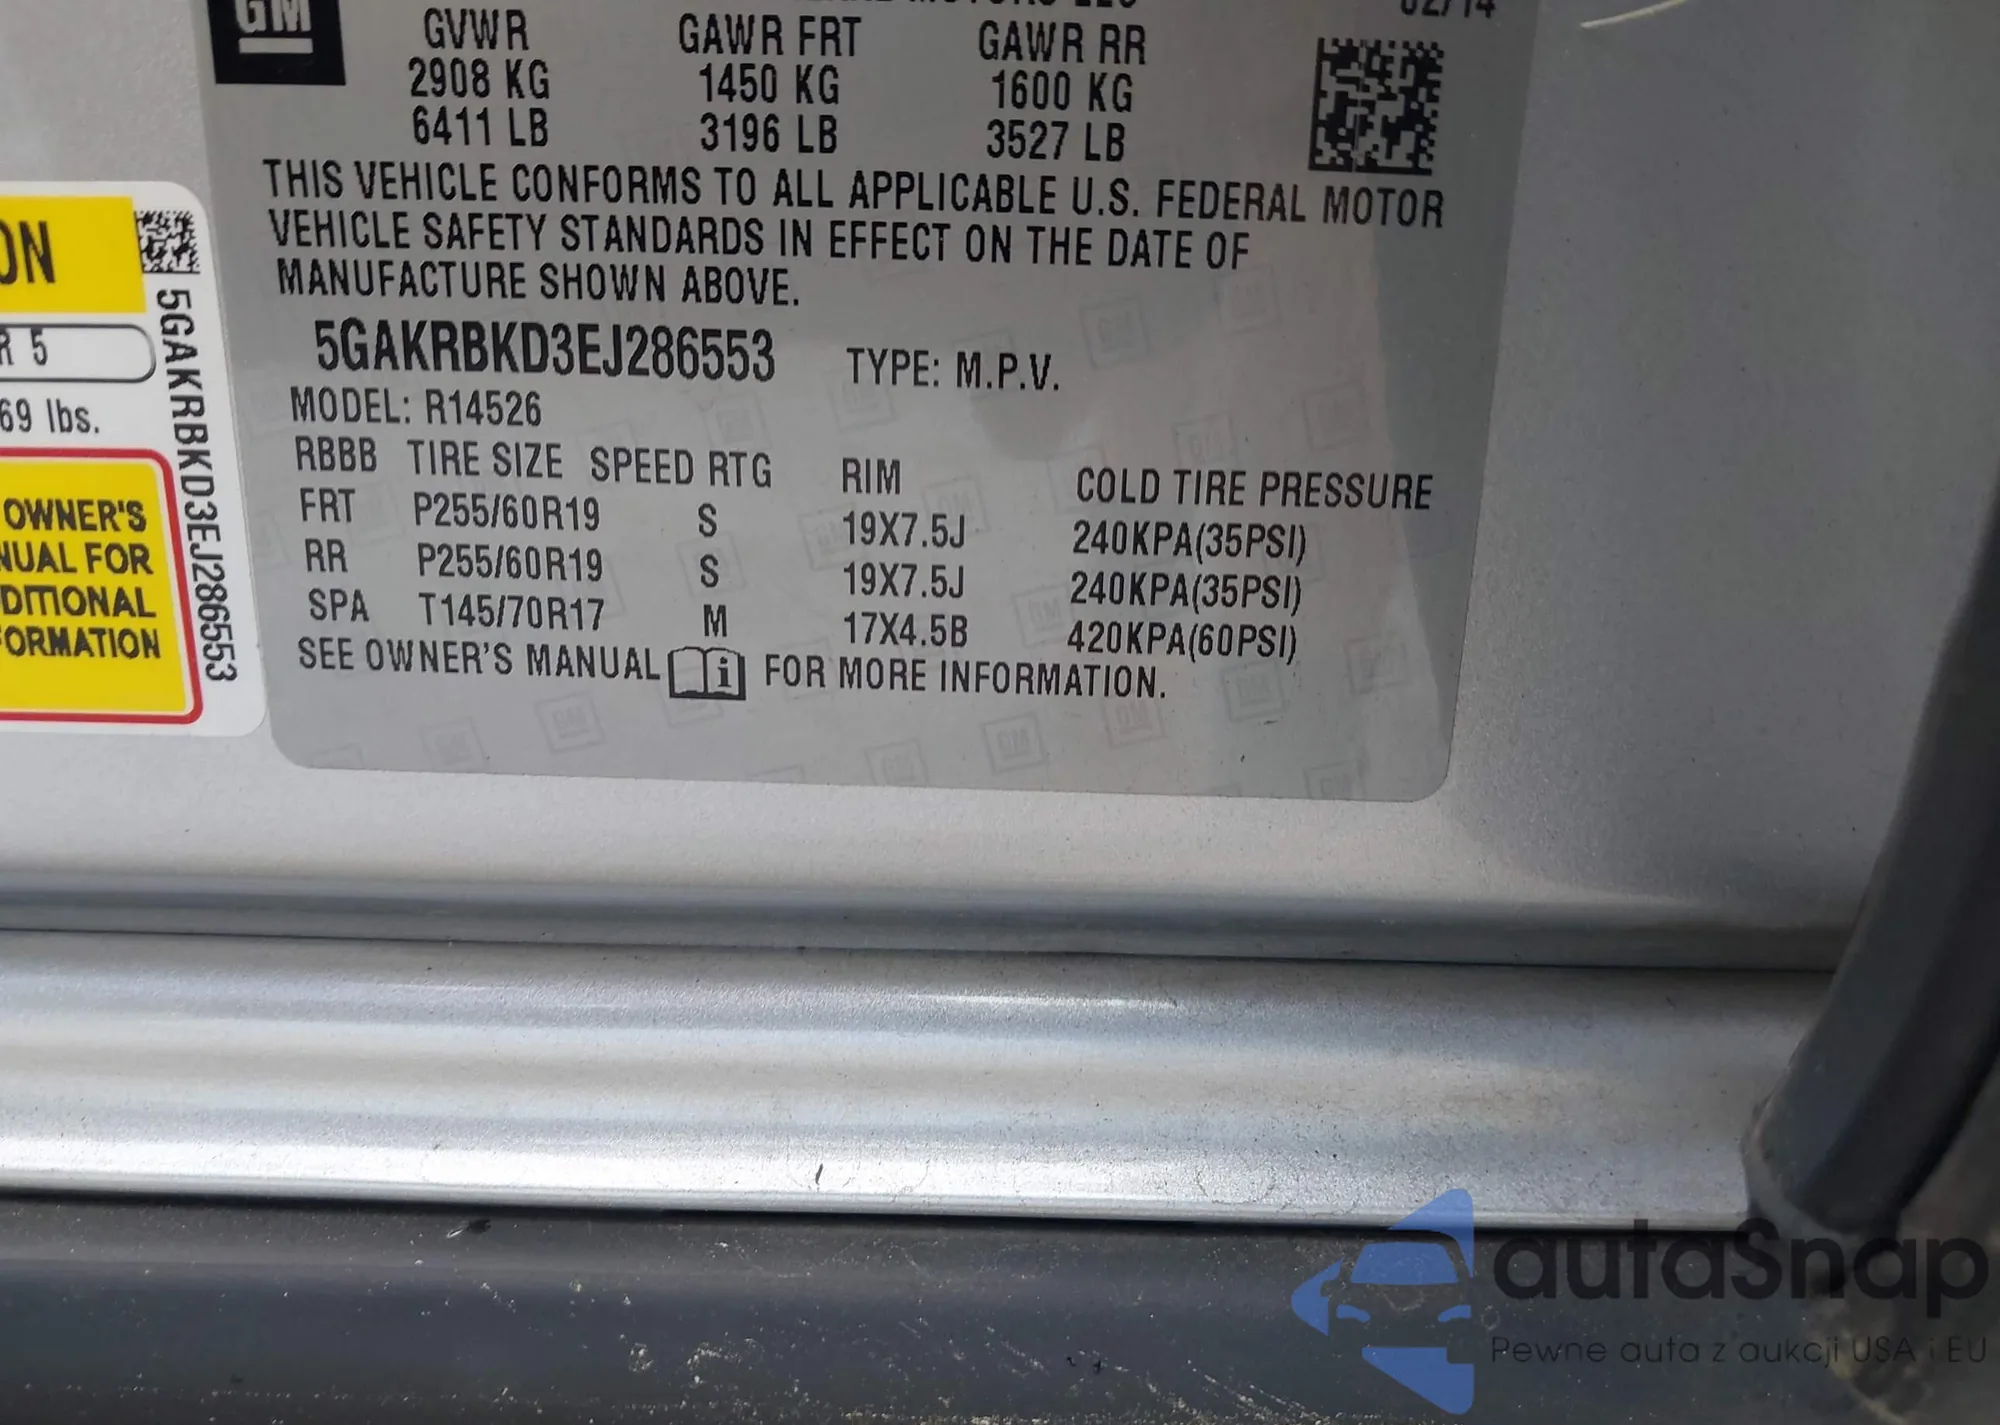 GM
02/14
GVWR GAWR FRT GAWR RR
2908 KG 1450 KG 1600 KG
6411 LB 3196 LB 3527 LB
THIS VEHICLE CONFORMS TO ALL APPLICABLE U.S. FEDERAL MOTOR
VEHICLE SAFETY STANDARDS IN EFFECT ON THE DATE OF
MANUFACTURE SHOWN ABOVE.
5GAKRBKD3EJ286553 TYPE: M.P.V.
MODEL: R14526
RBBB TIRE SIZE SPEED RTG RIM COLD TIRE PRESSURE
FRT P255/60R19 S 19X7.5J 240KPA(35PSI)
RR P255/60R19 S 19X7.5J 240KPA(35PSI)
SPA T145/70R17 M 17X4.5B 420KPA(60PSI)
SEE OWNER'S MANUAL i FOR MORE INFORMATION.
ON
R 5
69 lbs.
OWNER'S
NUAL FOR
DITIONAL
FORMATION
5GAKRBKD3EJ286553
autaSnap
Pewne auta z aukcji USA i EU